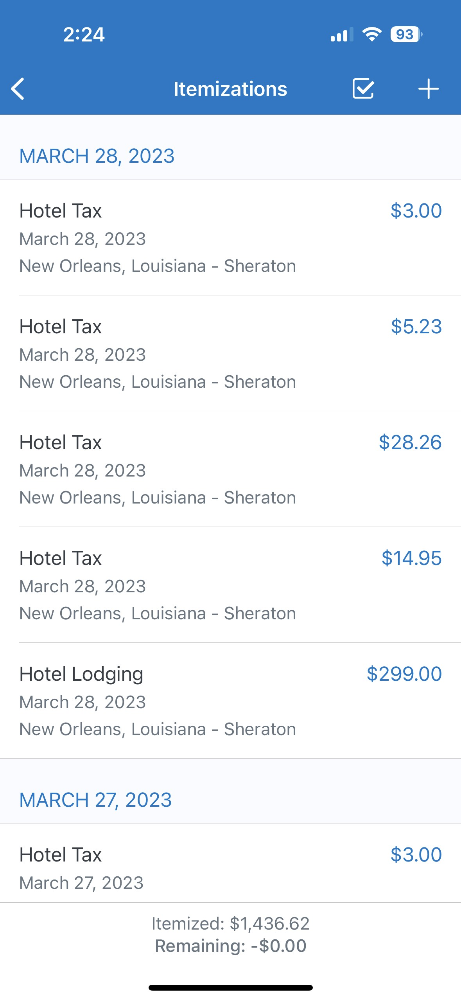 2:24
93
Itemizations
MARCH 28, 2023
Hotel Tax
$3.00
March 28, 2023
New Orleans, Louisiana - Sheraton
Hotel Tax
$5.23
March 28, 2023
New Orleans, Louisiana - Sheraton
Hotel Tax
$28.26
March 28, 2023
New Orleans, Louisiana - Sheraton
Hotel Tax
$14.95
March 28, 2023
New Orleans, Louisiana - Sheraton
Hotel Lodging
$299.00
March 28, 2023
New Orleans, Louisiana - Sheraton
MARCH 27, 2023
Hotel Tax
$3.00
March 27, 2023
Itemized: $1,436.62
Remaining: -$0.00